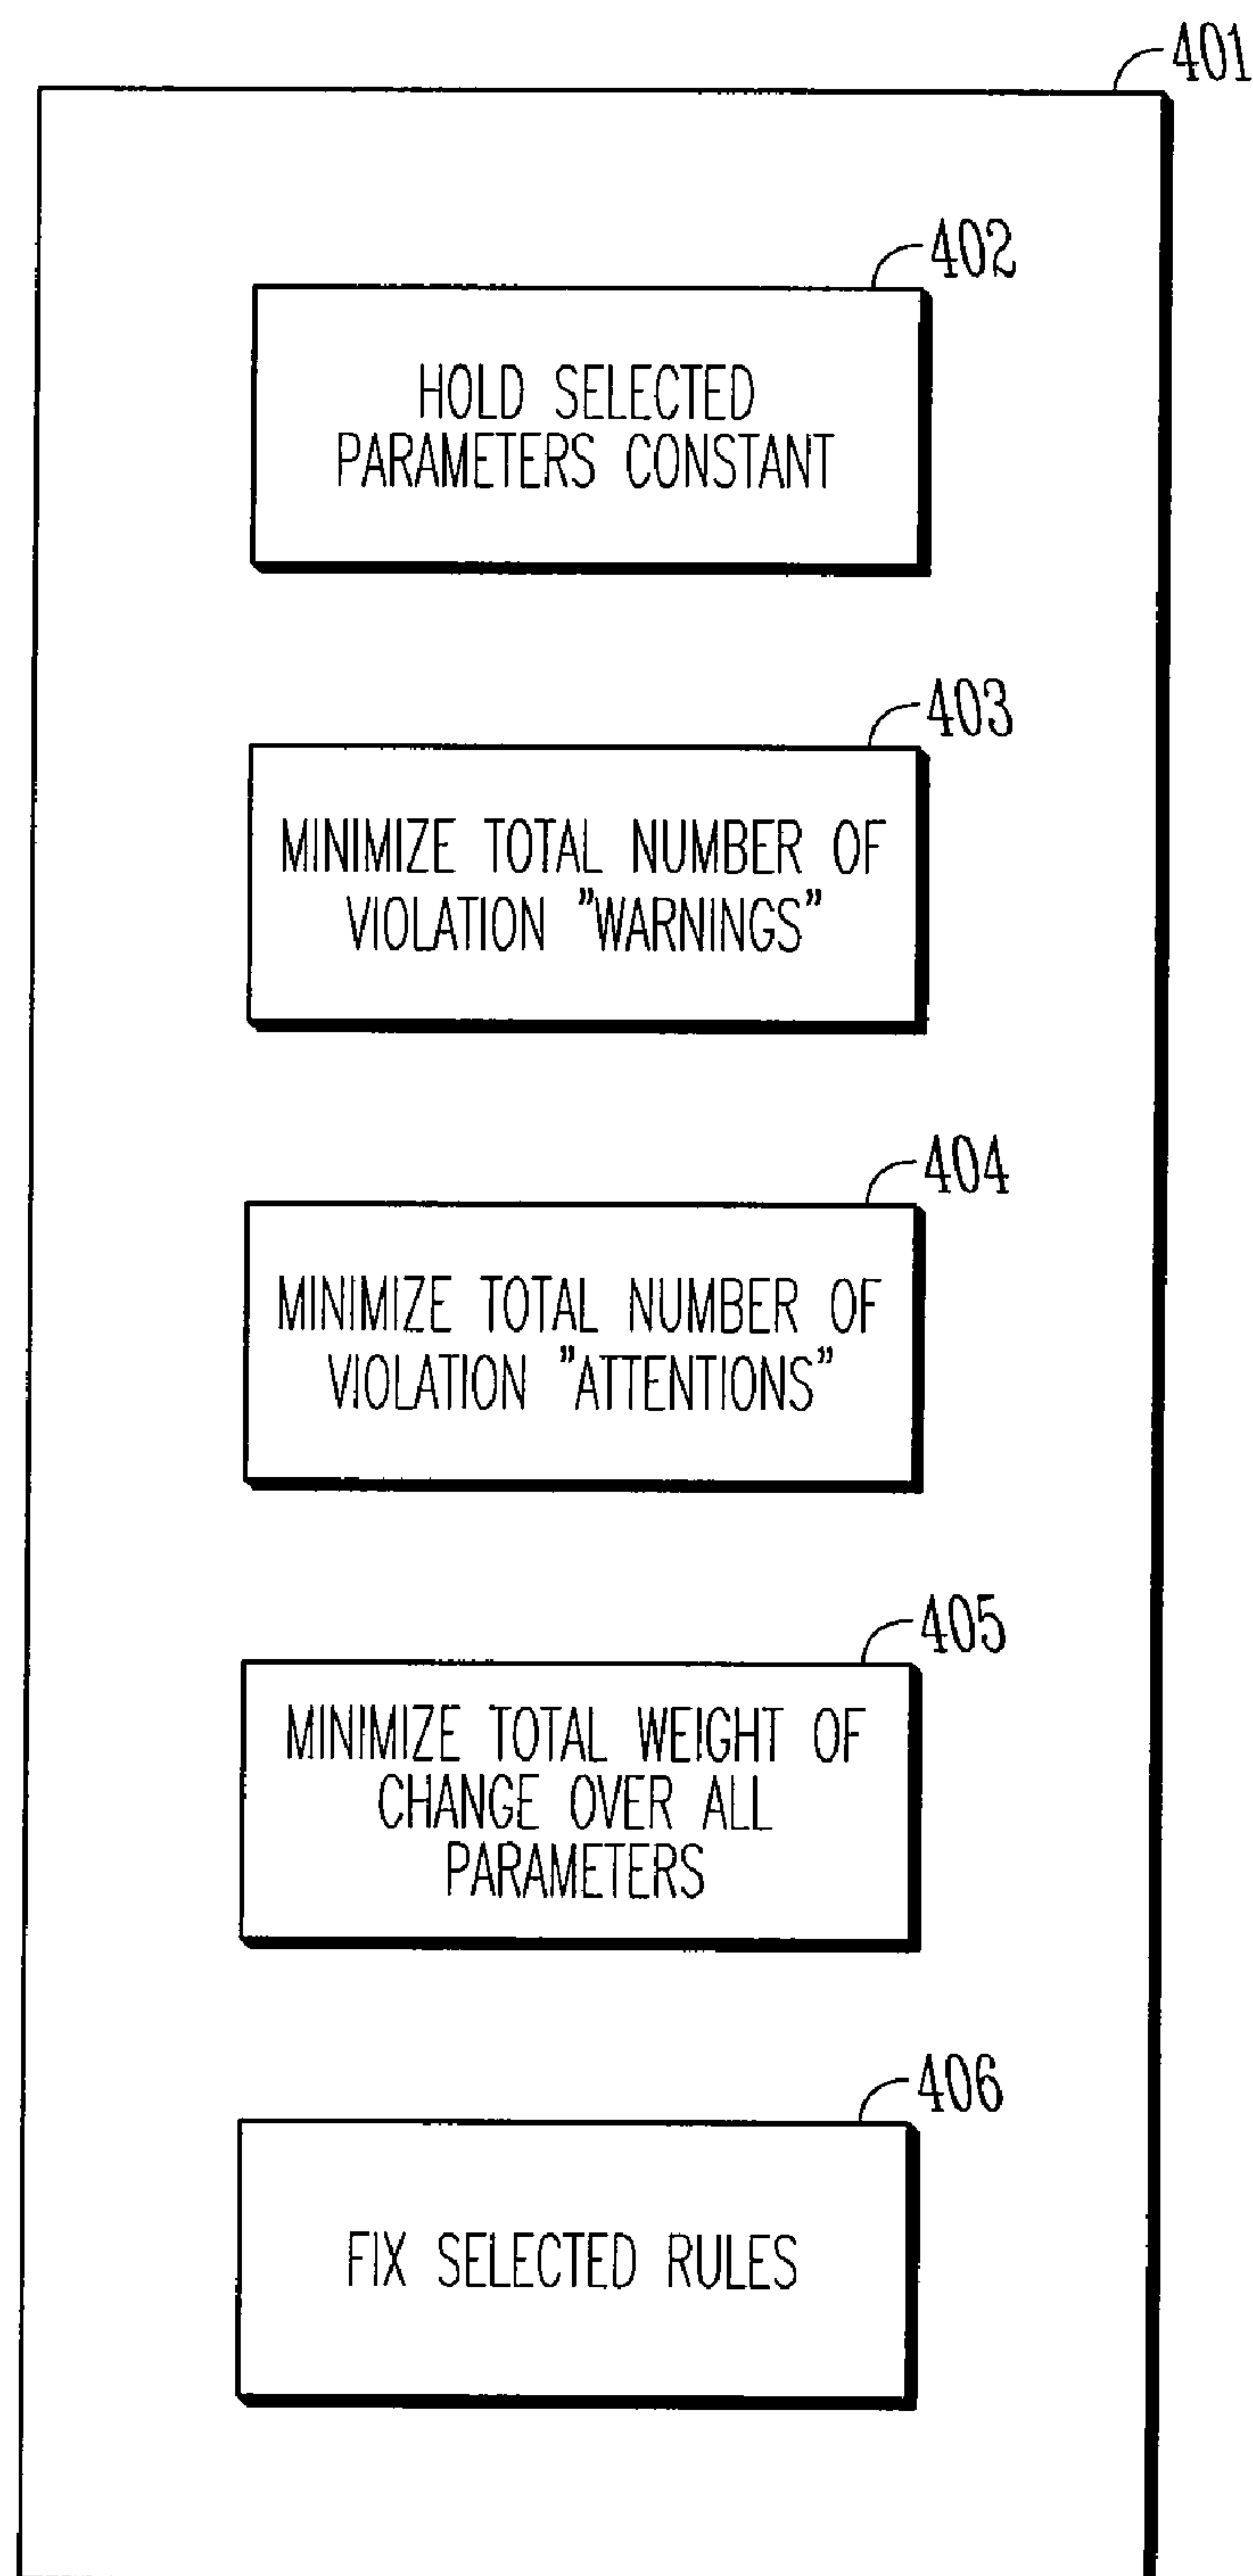 401
402
HOLD SELECTED
PARAMETERS CONSTANT
403
MINIMIZE TOTAL NUMBER OF
VIOLATION "WARNINGS"
404
MINIMIZE TOTAL NUMBER OF
VIOLATION "ATTENTIONS"
405
MINIMIZE TOTAL WEIGHT OF
CHANGE OVER ALL
PARAMETERS
406
FIX SELECTED RULES